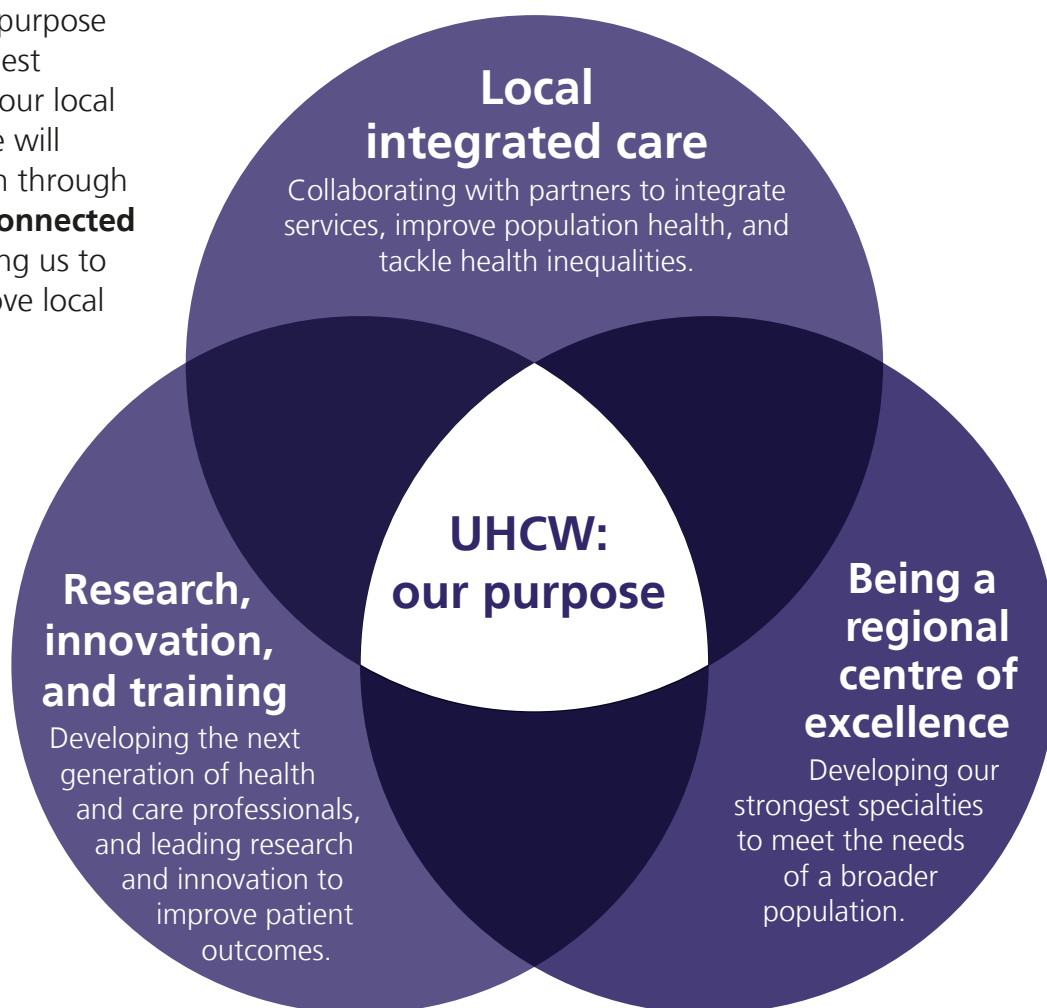 purpose
est
our local
e will
n through
onnected
ng us to
ove local
Local
integrated care
Collaborating with partners to integrate
services, improve population health, and
tackle health inequalities.
UHCW:
our purpose
Research,
innovation,
and training
Developing the next
generation of health
and care professionals,
and leading research
and innovation to
improve patient
outcomes.
Being a
regional
centre of
excellence
Developing our
strongest specialties
to meet the needs
of a broader
population.